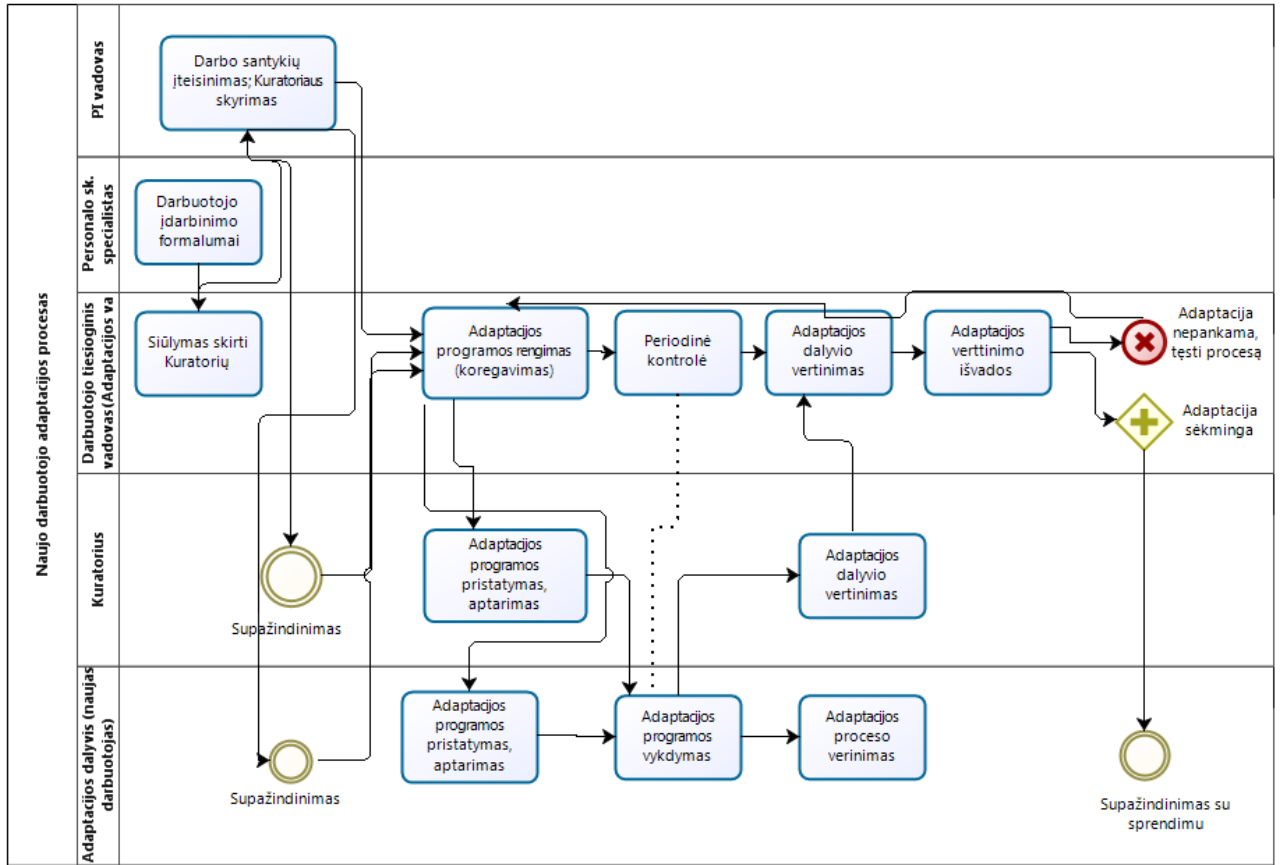 Naujo darbuotojo adaptacijos procesas
PI vadovas
Darbo santykių
įteisinimas; Kuratoriaus
skyrimas
Personalo sk.
specialistas
Darbuotojo
įdarbinimo
formalumai
Darbuotojo tiesioginis
vadovas(Adaptacijos va
Siūlymas skirti
Kuratorių
Adaptacijos
programos rengimas
(koregavimas)
Periodinė
kontrolė
Adaptacijos
dalyvio
vertinimas
Adaptacijos
verttinimo
išvados
Adaptacija
nepankama,
tęsti procesą
Adaptacija
sėkminga
Kuratorius
Supažindinimas
Adaptacijos
programos
pristatymas,
aptarimas
Adaptacijos
dalyvio
vertinimas
Adaptacijos dalyvis (naujas
darbuotojas)
Supažindinimas
Adaptacijos
programos
pristatymas,
aptarimas
Adaptacijos
programos
vykdymas
Adaptacijos
proceso
verinimas
Supažindinimas su
sprendimu